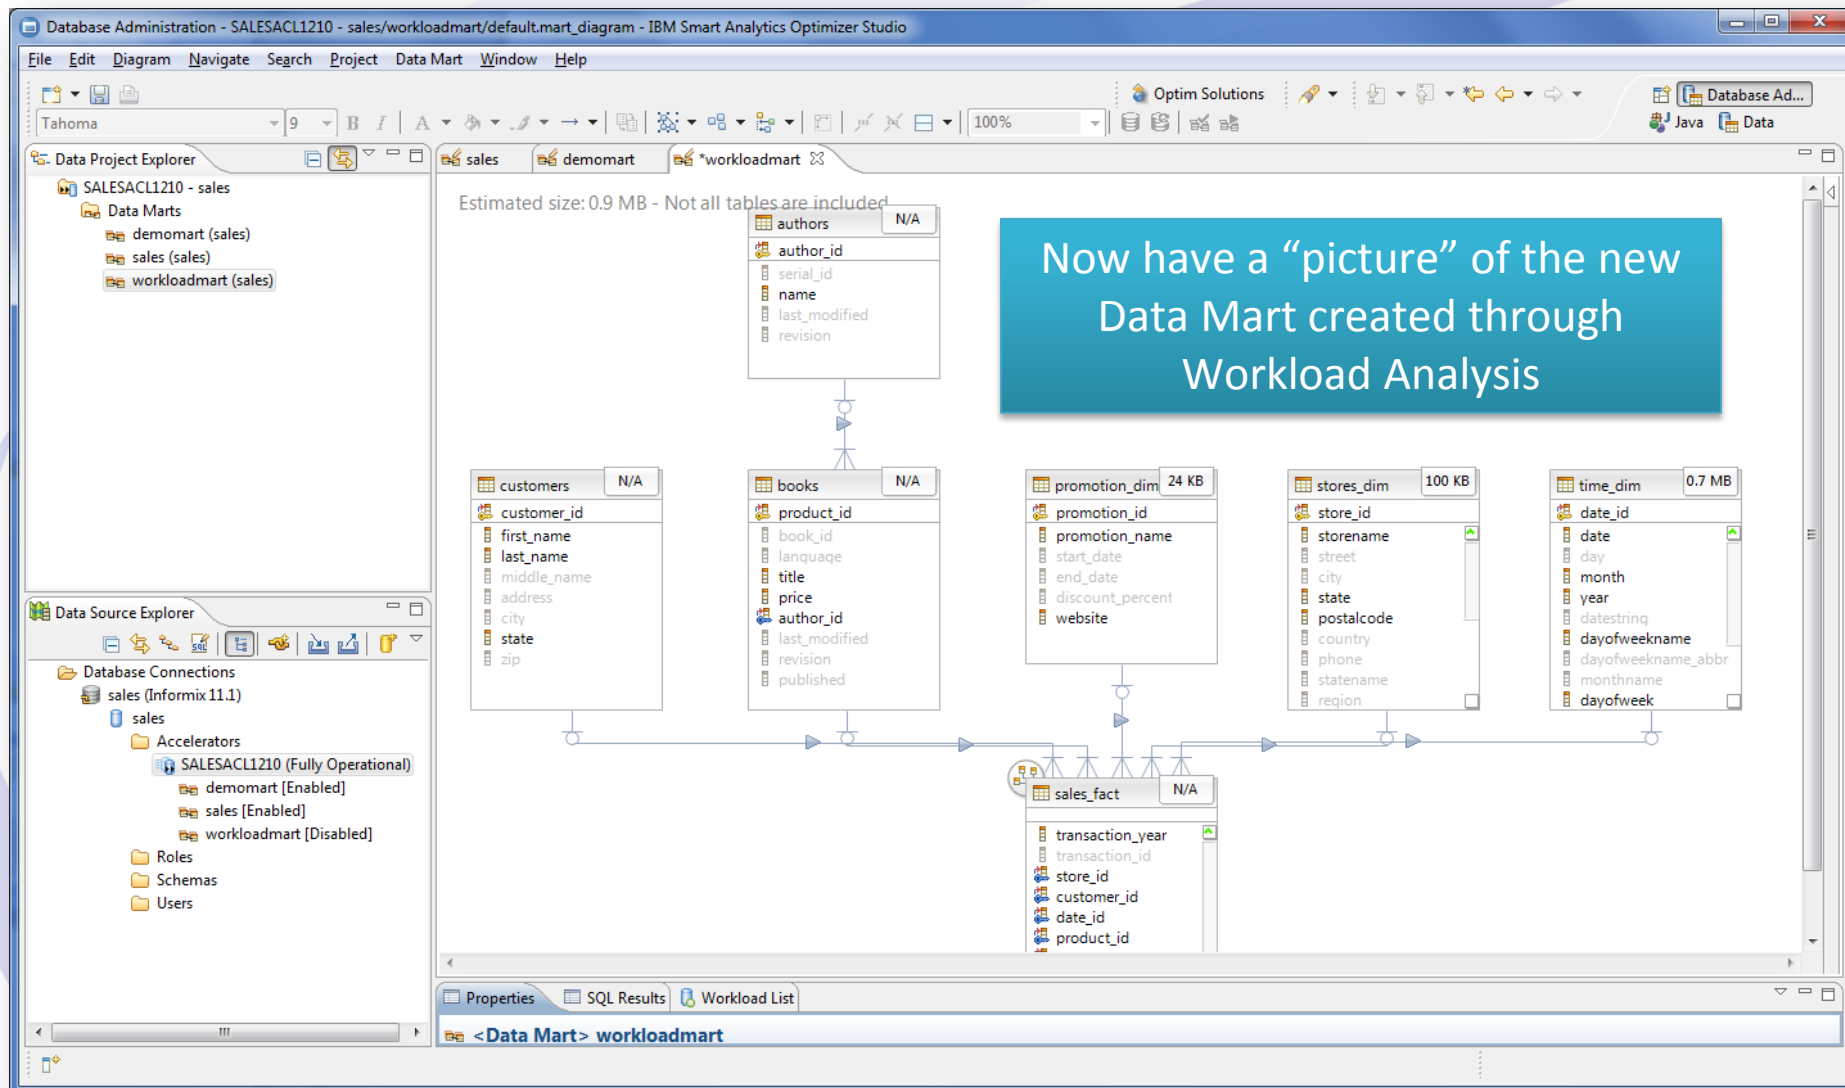 Database Administration - SALESACL1210 - sales/workloadmart/default.mart_diagram - IBM Smart Analytics Optimizer Studio
File Edit Diagram Navigate Search Project Data Mart Window Help
Optim Solutions
Database Ad...
Tahoma 9 B I A 100%
Java Data
Data Project Explorer
SALESACL1210 - sales
Data Marts
demomart (sales)
sales (sales)
workloadmart (sales)
sales demomart *workloadmart
Estimated size: 0.9 MB - Not all tables are included
Now have a “picture” of the new
Data Mart created through
Workload Analysis
authors N/A
author_id
serial_id
name
last_modified
revision
customers N/A
customer_id
first_name
last_name
middle_name
address
city
state
zip
books N/A
product_id
book_id
language
title
price
author_id
last_modified
revision
published
promotion_dim 24 KB
promotion_id
promotion_name
start_date
end_date
discount_percent
website
stores_dim 100 KB
store_id
storename
street
city
state
postalcode
country
phone
statename
region
time_dim 0.7 MB
date_id
date
day
month
year
datestring
dayofweekname
dayofweekname_abbr
monthname
dayofweek
sales_fact N/A
transaction_year
transaction_id
store_id
customer_id
date_id
product_id
Data Source Explorer
SQL
Database Connections
sales (Informix 11.1)
sales
Accelerators
SALESACL1210 (Fully Operational)
demomart [Enabled]
sales [Enabled]
workloadmart [Disabled]
Roles
Schemas
Users
Properties SQL Results Workload List
<Data Mart> workloadmart